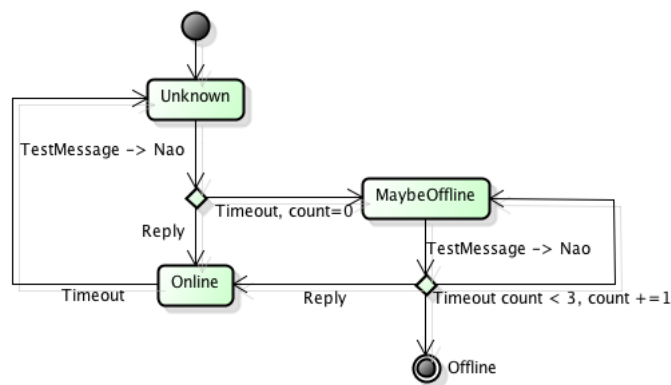 Unknown
TestMessage -> Nao
Timeout, count=0
MaybeOffline
Reply
TestMessage -> Nao
Online
Timeout
Reply
Timeout count < 3, count +=1
Offline